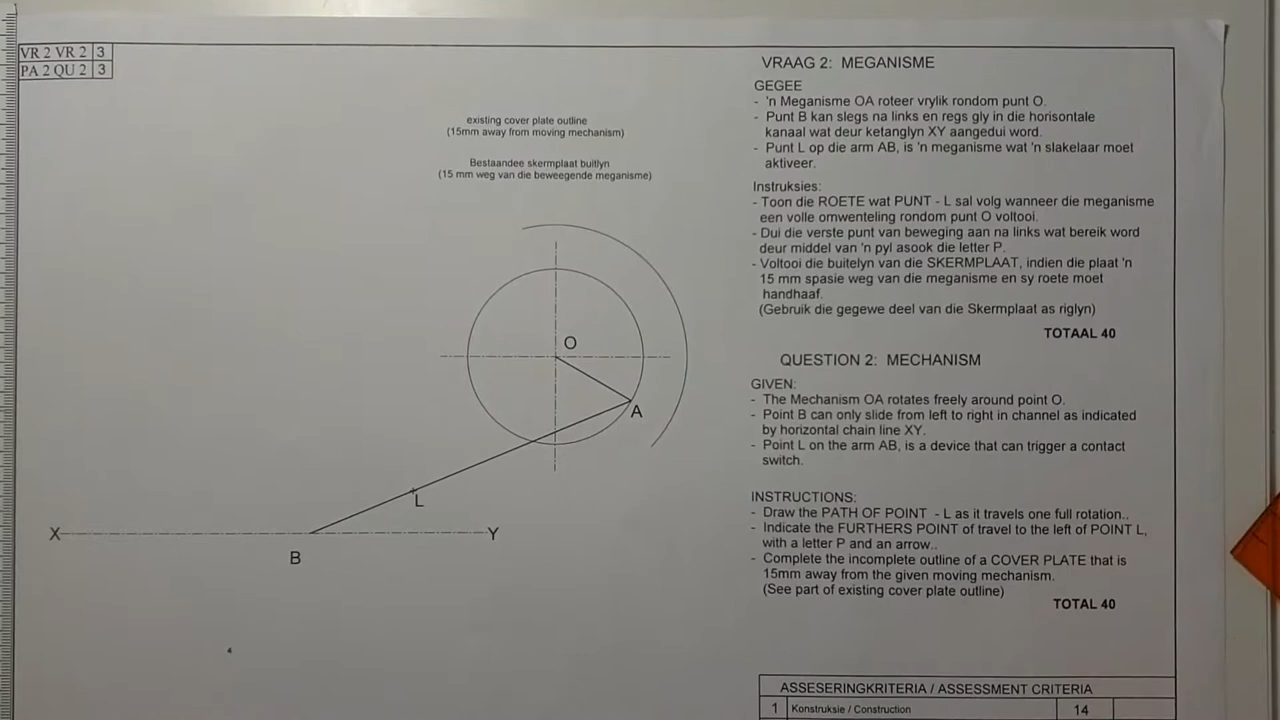 VR 2 VR 2 3
PA 2 QU 2 3
existing cover plate outline
(15mm away from moving mechanism)
Bestaandee skermplaat buitlyn
(15 mm weg van die beweegende meganisme)
O
A
L
X
Y
B
VRAAG 2: MEGANISME
GEGEE
- 'n Meganisme OA roteer vrylik rondom punt O.
- Punt B kan slegs na links en regs gly in die horisontale
kanaal wat deur ketanglyn XY aangedui word.
- Punt L op die arm AB, is 'n meganisme wat 'n slakelaar moet
aktiveer.
Instruksies:
- Toon die ROETE wat PUNT - L sal volg wanneer die meganisme
een volle omwenteling rondom punt O voltooi.
- Dui die verste punt van beweging aan na links wat bereik word
deur middel van 'n pyl asook die letter P.
- Voltooi die buitelyn van die SKERMPLAAT, indien die plaat 'n
15 mm spasie weg van die meganisme en sy roete moet
handhaaf.
(Gebruik die gegewe deel van die Skermplaat as riglyn)
TOTAAL 40
QUESTION 2: MECHANISM
GIVEN:
- The Mechanism OA rotates freely around point O.
- Point B can only slide from left to right in channel as indicated
by horizontal chain line XY.
- Point L on the arm AB, is a device that can trigger a contact
switch.
INSTRUCTIONS:
- Draw the PATH OF POINT - L as it travels one full rotation..
- Indicate the FURTHERS POINT of travel to the left of POINT L,
with a letter P and an arrow..
- Complete the incomplete outline of a COVER PLATE that is
15mm away from the given moving mechanism.
(See part of existing cover plate outline)
TOTAL 40
ASSESERINGKRITERIA / ASSESSMENT CRITERIA
1 Konstruksie / Construction 14